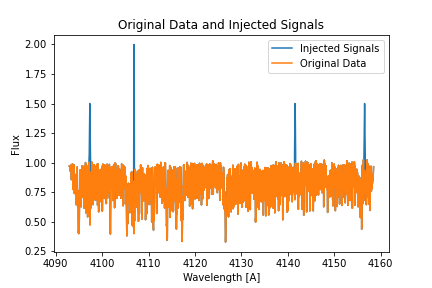 Original Data and Injected Signals
Injected Signals
Original Data
2.00
1.75
1.50
1.25
1.00
0.75
0.50
0.25
Flux
4090 4100 4110 4120 4130 4140 4150 4160
Wavelength [A]